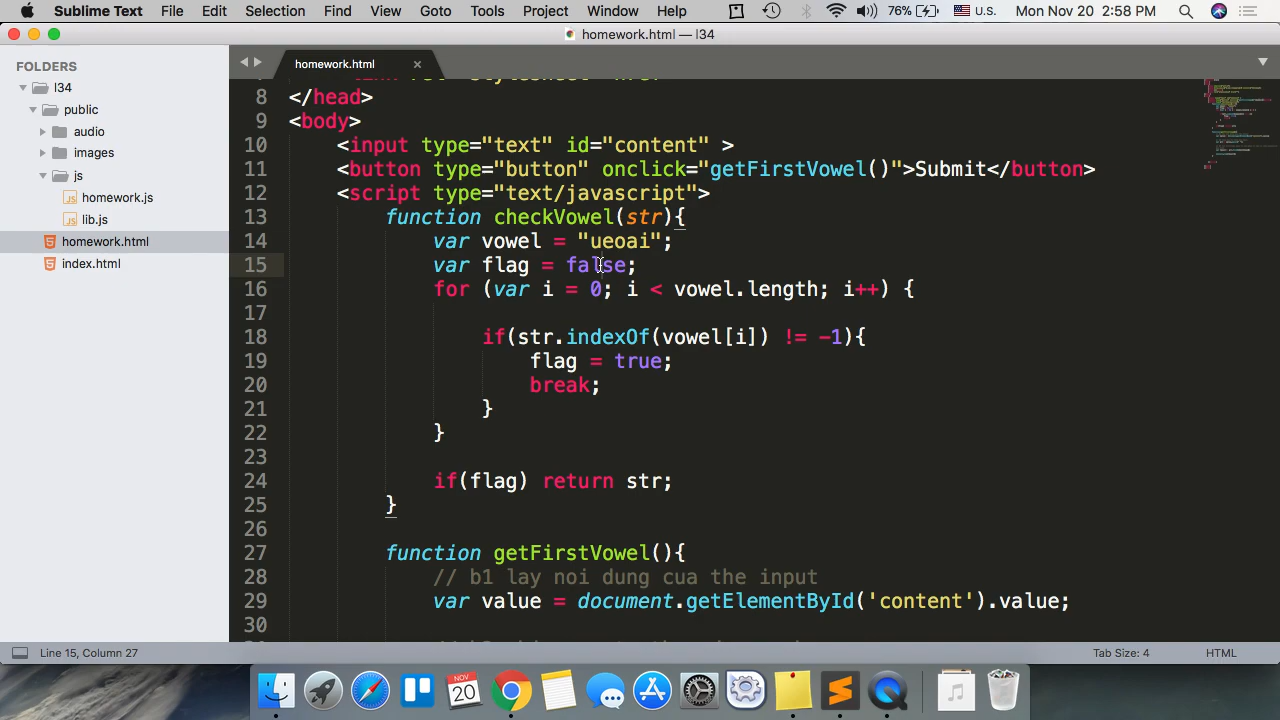 Sublime Text File Edit Selection Find View Goto Tools Project Window Help 76% U.S. Mon Nov 20 2:58 PM
homework.html — l34
FOLDERS
l34
public
audio
images
js
homework.js
lib.js
homework.html
index.html
homework.html
8 </head>
9 <body>
10 <input type="text" id="content" >
11 <button type="button" onclick="getFirstVowel()">Submit</button>
12 <script type="text/javascript">
13 function checkVowel(str){
14 var vowel = "ueoai";
15 var flag = false;
16 for (var i = 0; i < vowel.length; i++) {
17
18 if(str.indexOf(vowel[i]) != -1){
19 flag = true;
20 break;
21 }
22 }
23
24 if(flag) return str;
25 }
26
27 function getFirstVowel(){
28 // b1 lay noi dung cua the input
29 var value = document.getElementById('content').value;
30
Line 15, Column 27 Tab Size: 4 HTML
NOV
20